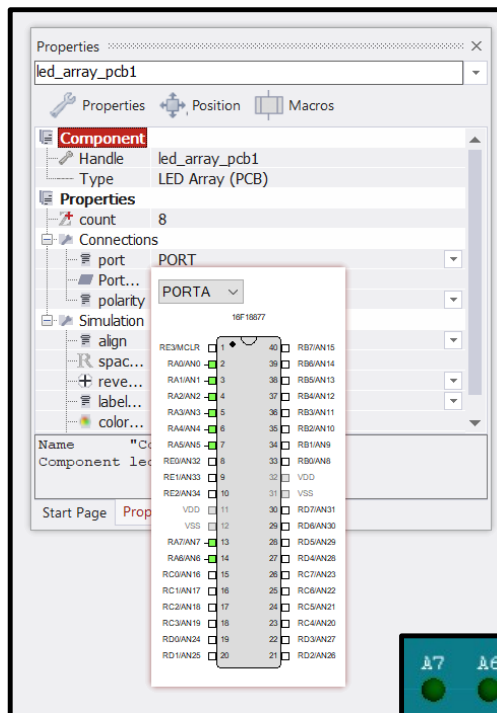 Properties
led_array_pcb1
Properties Position Macros
Component
Handle led_array_pcb1
Type LED Array (PCB)
Properties
count 8
Connections
port PORT
Port...
polarity
Simulation
align
spac...
reve...
label...
color...
Name "Co
Component led
Start Page Prop
PORTA
16F18877
RE3/MCLR 1 40 RB7/AN15
RA0/AN0 2 39 RB6/AN14
RA1/AN1 3 38 RB5/AN13
RA2/AN2 4 37 RB4/AN12
RA3/AN3 5 36 RB3/AN11
RA4/AN4 6 35 RB2/AN10
RA5/AN5 7 34 RB1/AN9
RE0/AN32 8 33 RB0/AN8
RE1/AN33 9 32 VDD
RE2/AN34 10 31 VSS
VDD 11 30 RD7/AN31
VSS 12 29 RD6/AN30
RA7/AN7 13 28 RD5/AN29
RA6/AN6 14 27 RD4/AN28
RC0/AN16 15 26 RC7/AN23
RC1/AN17 16 25 RC6/AN22
RC2/AN18 17 24 RC5/AN21
RC3/AN19 18 23 RC4/AN20
RD0/AN24 19 22 RD3/AN27
RD1/AN25 20 21 RD2/AN26
A7 A6